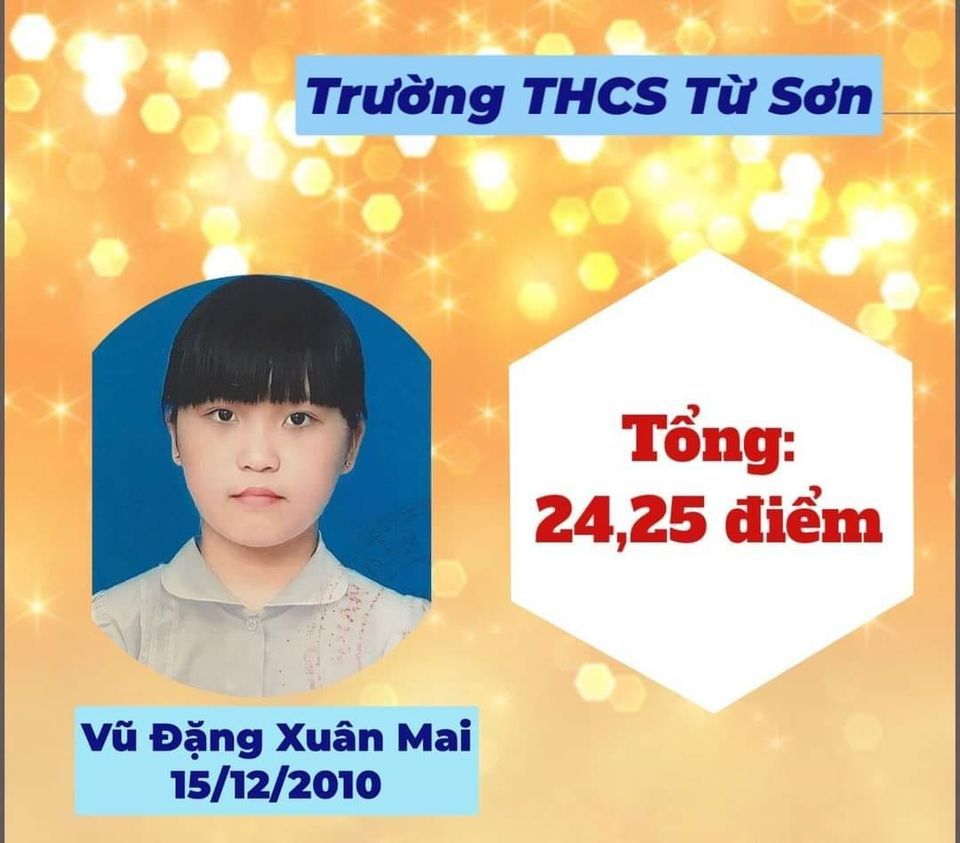 Trường THCS Từ Sơn
Tổng:
24,25 điểm
Vũ Đặng Xuân Mai
15/12/2010